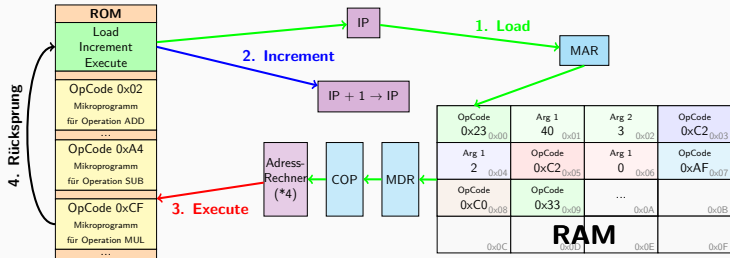 ROM
Load
Increment
Execute
OpCode 0x02
Mikroprogramm
für Operation ADD
...
OpCode 0xA4
Mikroprogramm
für Operation SUB
OpCode 0xCF
Mikroprogramm
für Operation MUL
...
4. Rücksprung
IP
1. Load
MAR
2. Increment
IP + 1 → IP
Adress-
Rechner
(*4)
COP
MDR
3. Execute
OpCode
0x23 0x00
Arg 1
40 0x01
Arg 2
3 0x02
OpCode
0xC2 0x03
Arg 1
2 0x04
OpCode
0xC2 0x05
Arg 1
0 0x06
OpCode
0xAF 0x07
OpCode
0xC0 0x08
OpCode
0x33 0x09
... 0x0A
0x0B
0x0C
0x0D
0x0E
0x0F
RAM